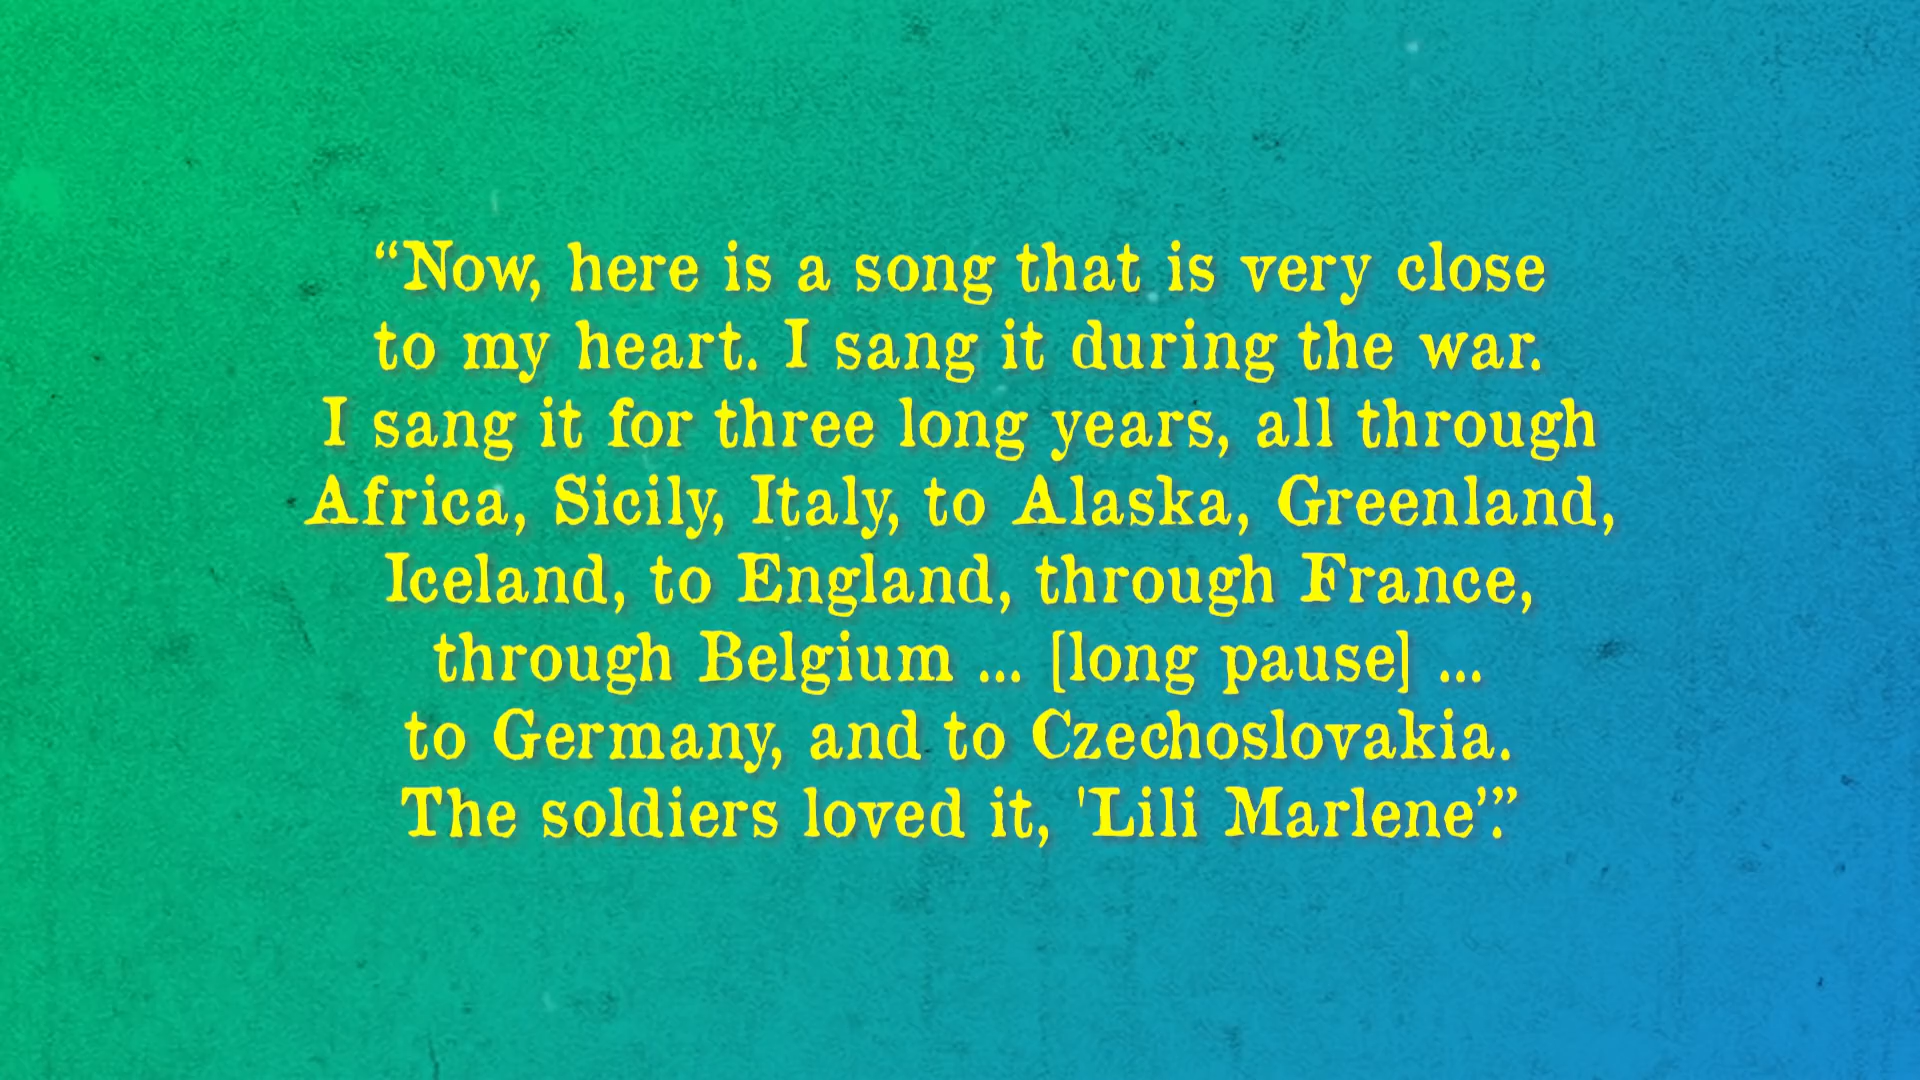 “Now, here is a song that is very close
to my heart. I sang it during the war.
I sang it for three long years, all through
Africa, Sicily, Italy, to Alaska, Greenland,
Iceland, to England, through France,
through Belgium ... [long pause] ...
to Germany, and to Czechoslovakia.
The soldiers loved it, 'Lili Marlene’.”